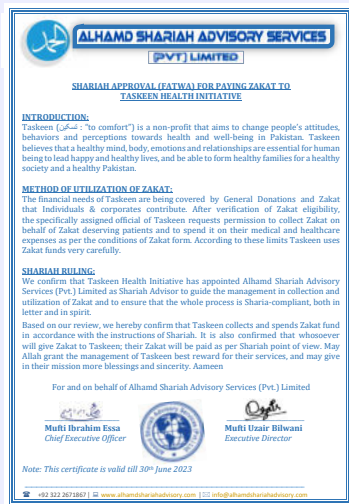 ALHAMD SHARIAH ADVISORY SERVICES
(PVT) LIMITED
SHARIAH APPROVAL (FATWA) FOR PAYING ZAKAT TO
TASKEEN HEALTH INITIATIVE
INTRODUCTION:
Taskeen (تسکین : "to comfort") is a non-profit that aims to change people's attitudes,
behaviors and perceptions towards health and well-being in Pakistan. Taskeen
believes that a healthy mind, body, emotions and relationships are essential for human
being to lead happy and healthy lives, and be able to form healthy families for a healthy
society and a healthy Pakistan.
METHOD OF UTILIZATION OF ZAKAT:
The financial needs of Taskeen are being covered by General Donations and Zakat
that Individuals & corporates contribute. After verification of Zakat eligibility,
the specifically assigned official of Taskeen requests permission to collect Zakat on
behalf of Zakat deserving patients and to spend it on their medical and healthcare
expenses as per the conditions of Zakat form. According to these limits Taskeen uses
Zakat funds very carefully.
SHARIAH RULING:
We confirm that Taskeen Health Initiative has appointed Alhamd Shariah Advisory
Services (Pvt.) Limited as Shariah Advisor to guide the management in collection and
utilization of Zakat and to ensure that the whole process is Sharia-compliant, both in
letter and in spirit.
Based on our review, we hereby confirm that Taskeen collects and spends Zakat fund
in accordance with the instructions of Shariah. It is also confirmed that whosoever
will give Zakat to Taskeen; their Zakat will be paid as per Shariah point of view. May
Allah grant the management of Taskeen best reward for their services, and may give
in their mission more blessings and sincerity. Aameen
For and on behalf of Alhamd Shariah Advisory Services (Pvt.) Limited
Mufti Ibrahim Essa
Chief Executive Officer
Mufti Uzair Bilwani
Executive Director
Note: This certificate is valid till 30th June 2023
+92 322 2671867 | www.alhamdshariahadvisory.com | info@alhamdshariahadvisory.com